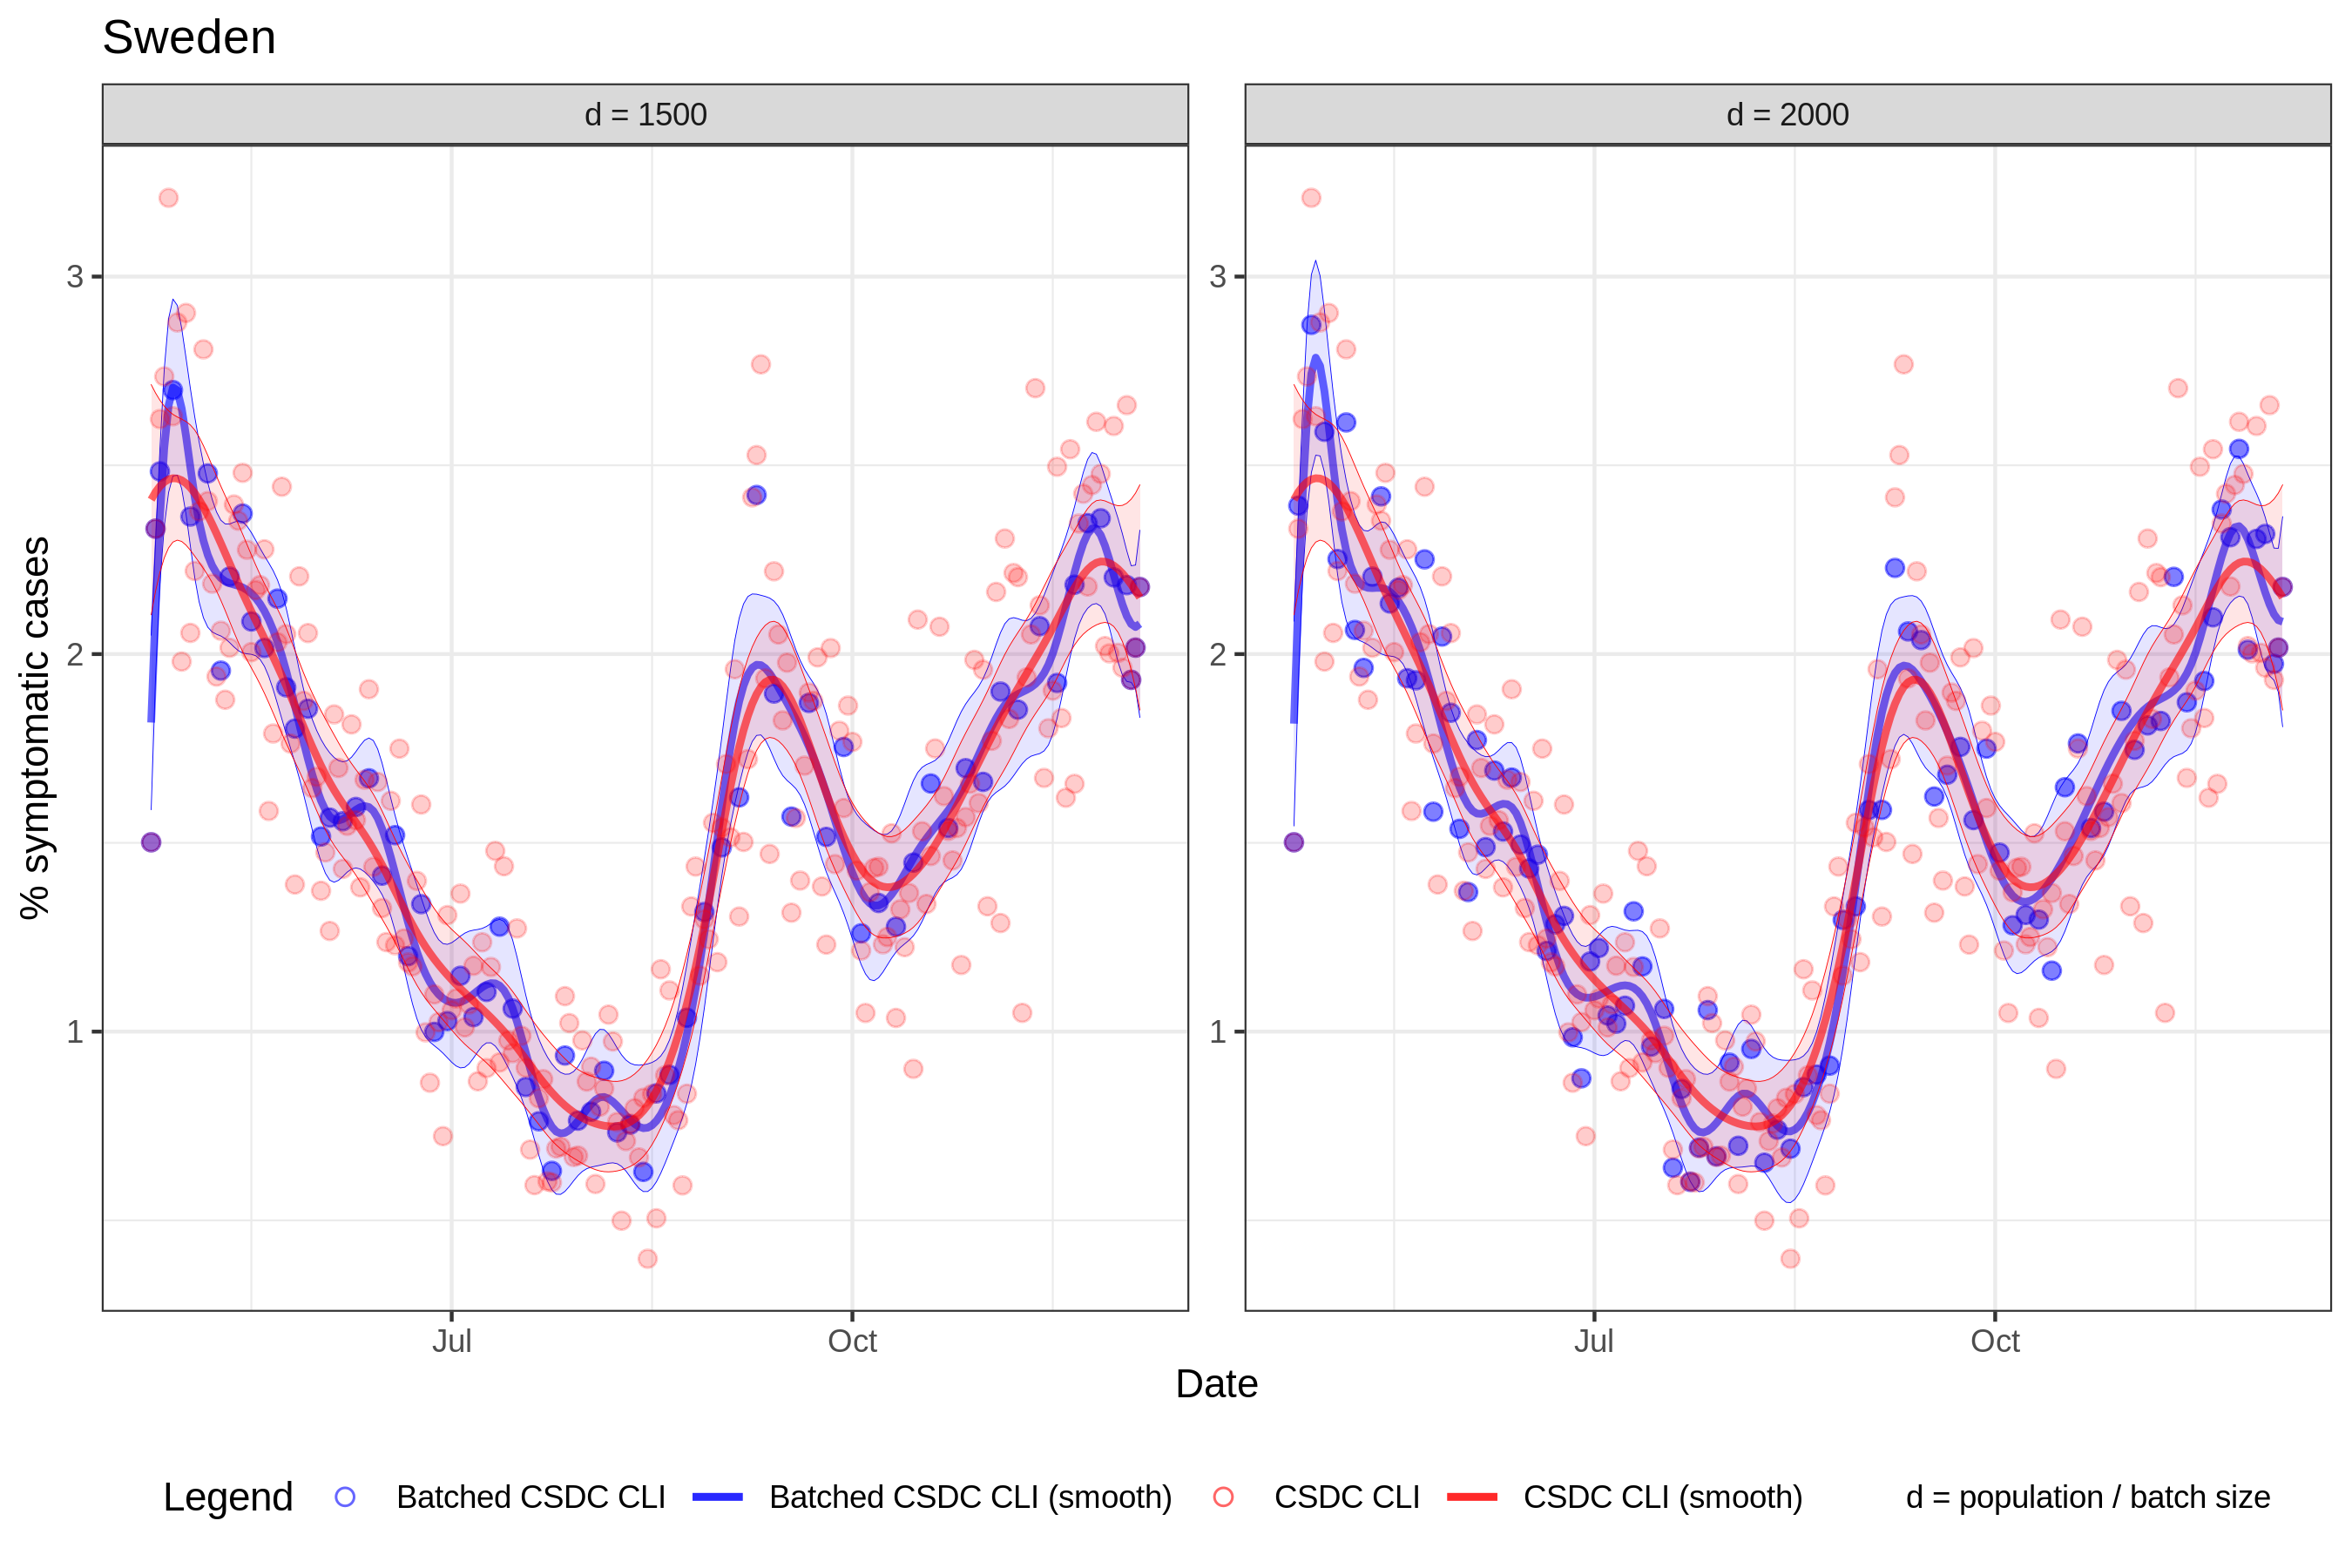 Sweden
d = 1500
d = 2000
% symptomatic cases
3
2
1
3
2
1
Jul
Oct
Jul
Oct
Date
Legend Batched CSDC CLI Batched CSDC CLI (smooth) CSDC CLI CSDC CLI (smooth) d = population / batch size